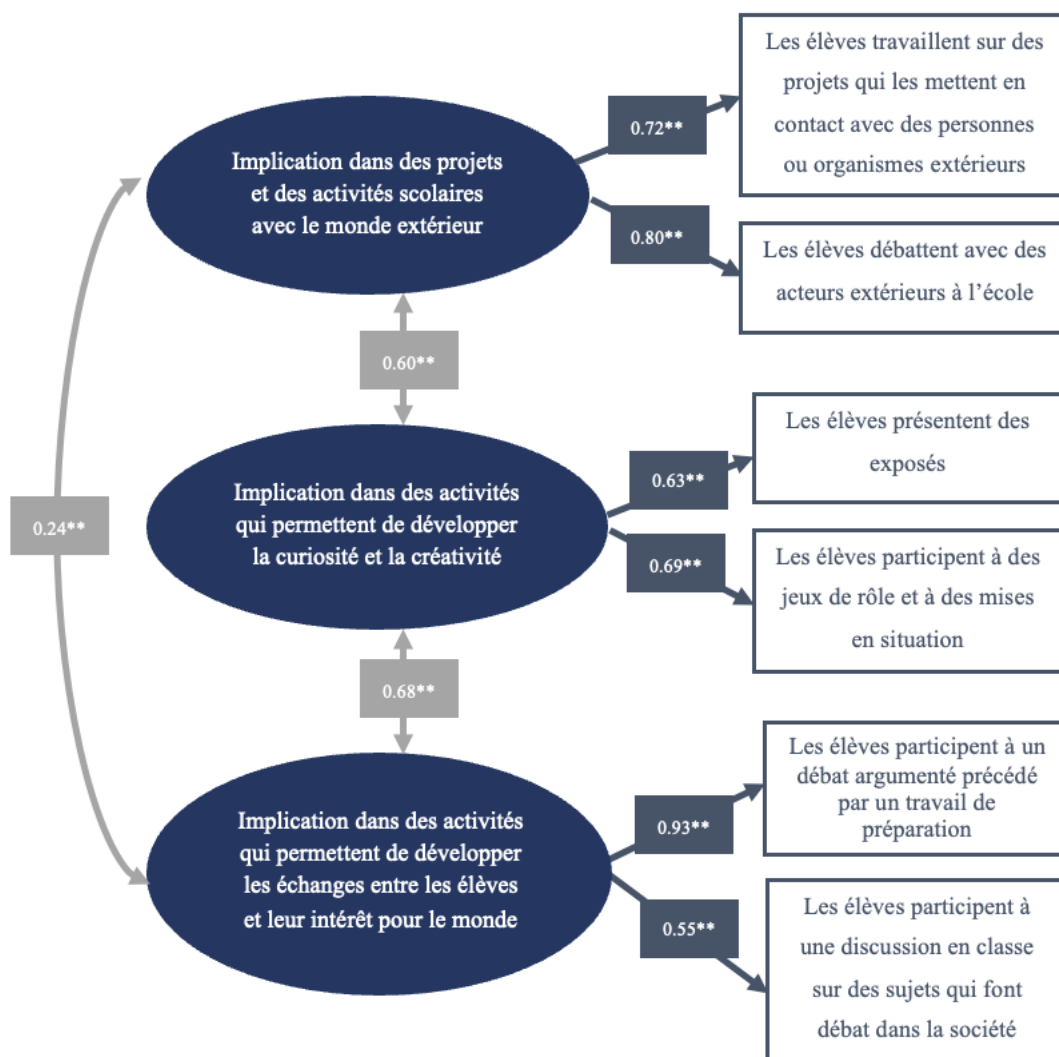 Implication dans des projets
et des activités scolaires
avec le monde extérieur
0.72**
Les élèves travaillent sur des
projets qui les mettent en
contact avec des personnes
ou organismes extérieurs
0.80**
Les élèves débattent avec des
acteurs extérieurs à l’école
0.60**
0.24**
Implication dans des activités
qui permettent de développer
la curiosité et la créativité
0.63**
Les élèves présentent des
exposés
0.69**
Les élèves participent à des
jeux de rôle et à des mises
en situation
0.68**
Implication dans des activités
qui permettent de développer
les échanges entre les élèves
et leur intérêt pour le monde
0.93**
Les élèves participent à un
débat argumenté précédé
par un travail de
préparation
0.55**
Les élèves participent à
une discussion en classe
sur des sujets qui font
débat dans la société